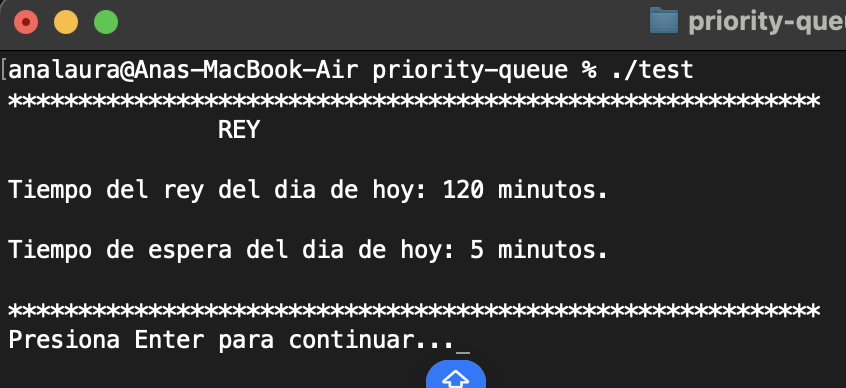 priority-que
analaura@Anas-MacBook-Air priority-queue % ./test
**********************************************************
REY
Tiempo del rey del dia de hoy: 120 minutos.
Tiempo de espera del dia de hoy: 5 minutos.
**********************************************************
Presiona Enter para continuar..._